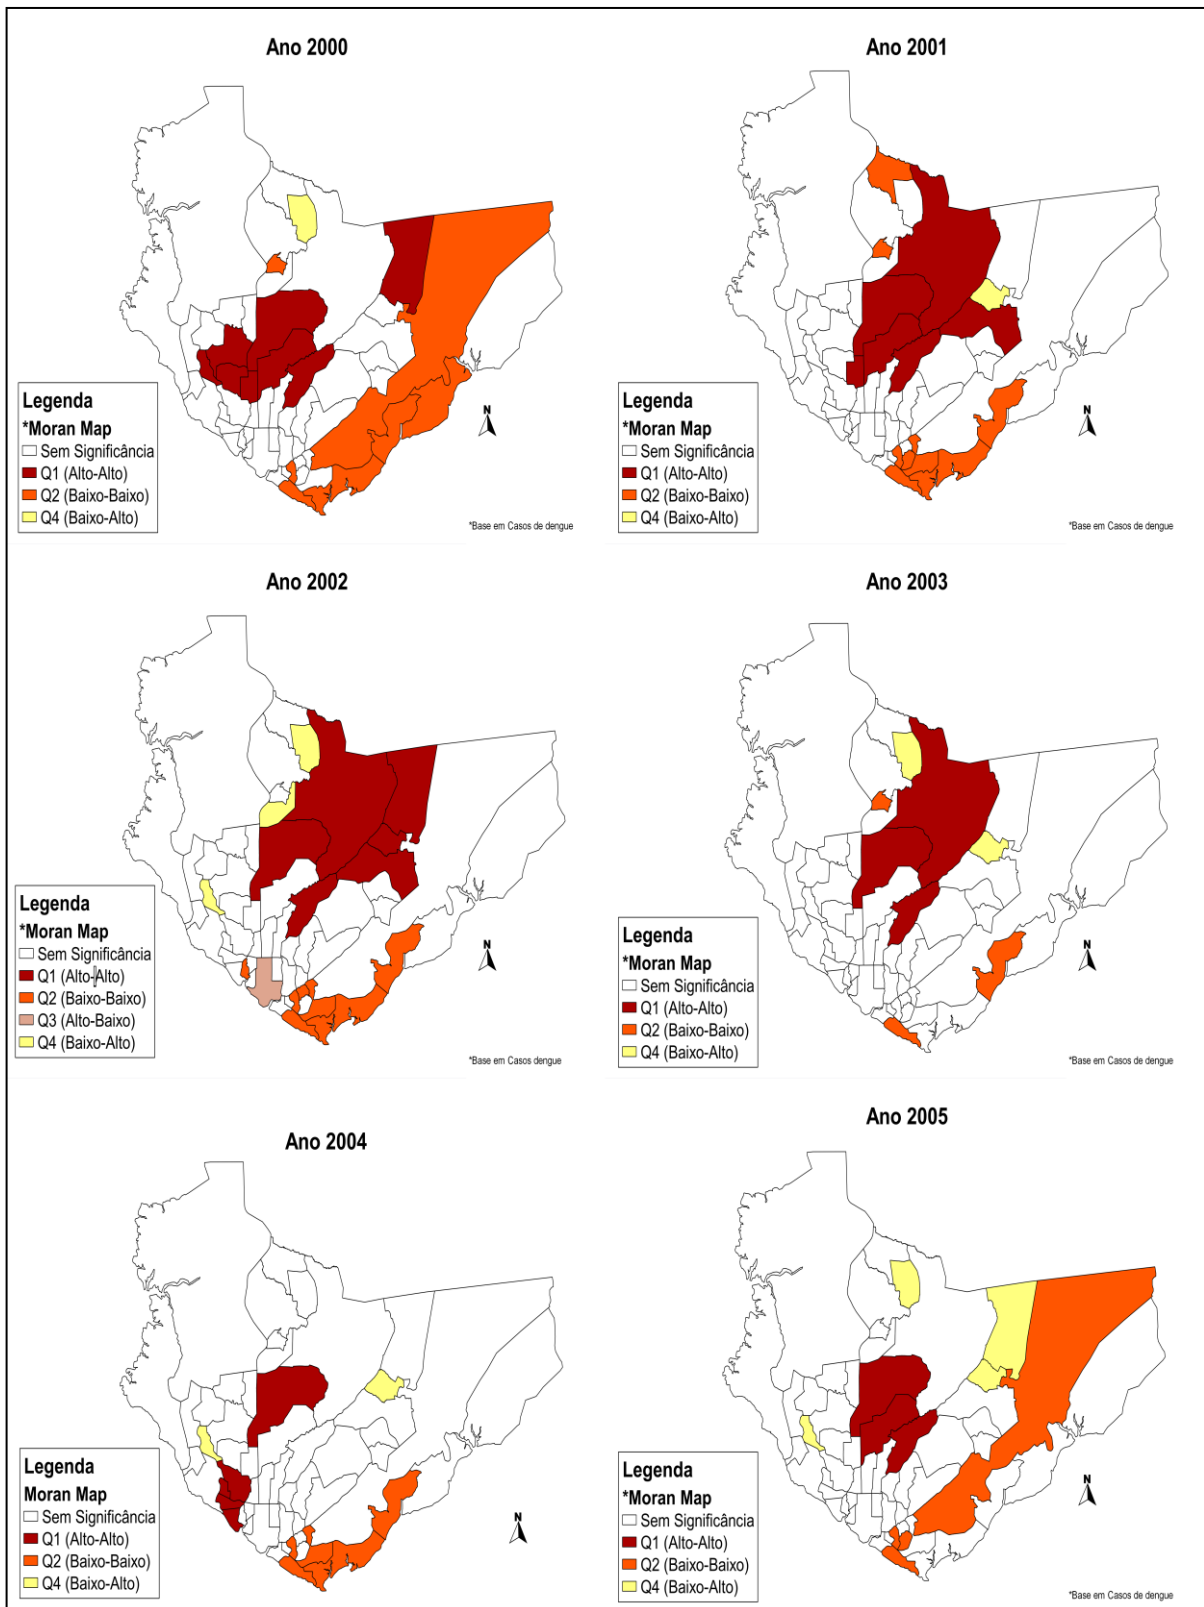 Ano 2000
N
Legenda
*Moran Map
Sem Significância
Q1 (Alto-Alto)
Q2 (Baixo-Baixo)
Q4 (Baixo-Alto)
*Base em Casos de dengue
Ano 2001
N
Legenda
*Moran Map
Sem Significância
Q1 (Alto-Alto)
Q2 (Baixo-Baixo)
Q4 (Baixo-Alto)
*Base em Casos de dengue
Ano 2002
N
Legenda
*Moran Map
Sem Significância
Q1 (Alto-Alto)
Q2 (Baixo-Baixo)
Q3 (Alto-Baixo)
Q4 (Baixo-Alto)
*Base em Casos dengue
Ano 2003
N
Legenda
*Moran Map
Sem Significância
Q1 (Alto-Alto)
Q2 (Baixo-Baixo)
Q4 (Baixo-Alto)
*Base em Casos de dengue
Ano 2004
N
Legenda
Moran Map
Sem Significância
Q1 (Alto-Alto)
Q2 (Baixo-Baixo)
Q4 (Baixo-Alto)
Ano 2005
N
Legenda
*Moran Map
Sem Significância
Q1 (Alto-Alto)
Q2 (Baixo-Baixo)
Q4 (Baixo-Alto)
*Base em Casos de dengue